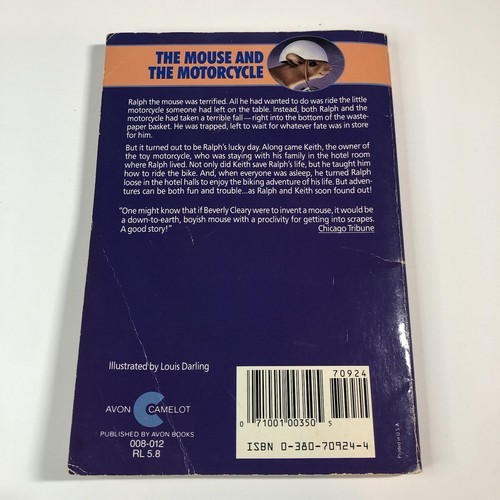 THE MOUSE AND
THE MOTORCYCLE
Ralph the mouse was terrified. All he had wanted to do was ride the little
motorcycle someone had left on the table. Instead, both Ralph and the
motorcycle had taken a terrible fall—right into the bottom of the waste-
paper basket. He was trapped, left to wait for whatever fate was in store
for him.
But it turned out to be Ralph's lucky day. Along came Keith, the owner of
the toy motorcycle, who was staying with his family in the hotel room
where Ralph lived. Not only did Keith save Ralph's life, but he taught him
how to ride the bike. And, when everyone was asleep, he turned Ralph
loose in the hotel halls to enjoy the biking adventure of his life. But adven-
tures can be both fun and trouble...as Ralph and Keith soon found out!
"One might know that if Beverly Cleary were to invent a mouse, it would be
a down-to-earth, boyish mouse with a proclivity for getting into scrapes.
A good story!" Chicago Tribune
Illustrated by Louis Darling
AVON CAMELOT
PUBLISHED BY AVON BOOKS
008-012
RL 5.8
70924
0 71001 00350 5
ISBN 0-380-70924-4
Printed in U.S.A.